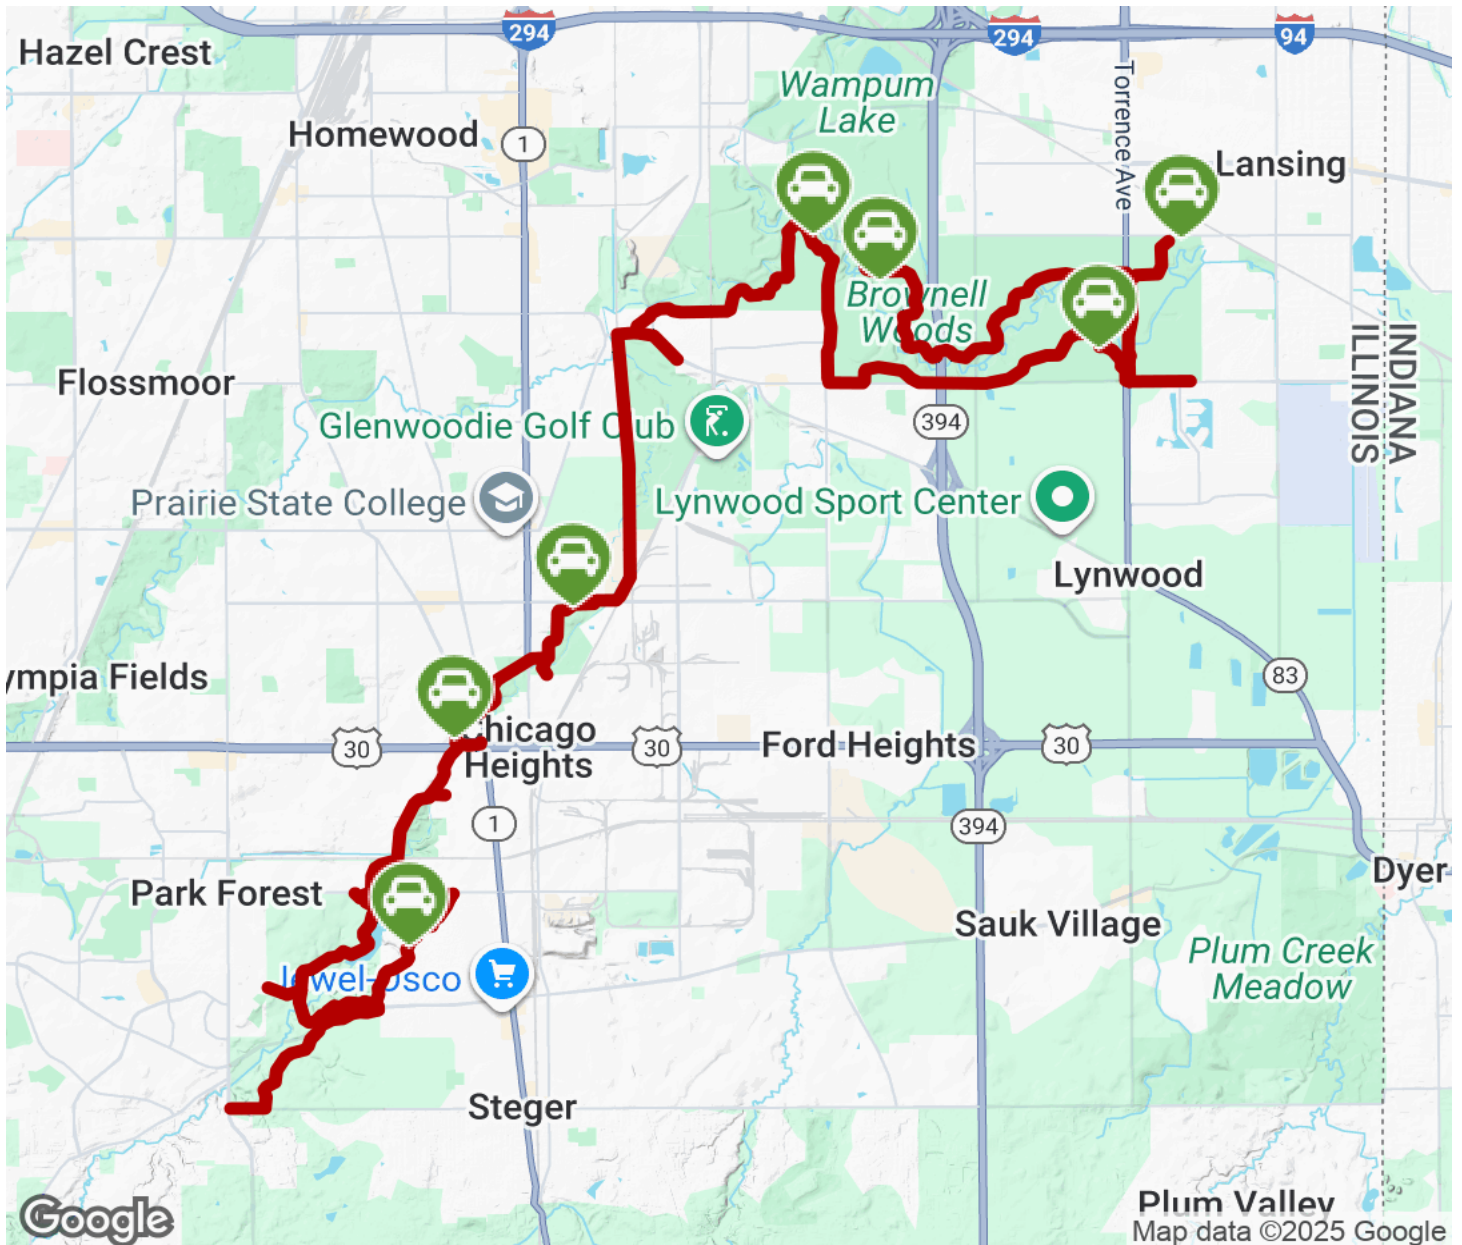 294
294
94
Hazel Crest
Wampum
Lake
Torrence Ave
Homewood
1
Lansing
Brownell
Woods
INDIANA
ILLINOIS
Flossmoor
Glenwoodie Golf Club
394
Prairie State College
Lynwood Sport Center
Lynwood
ympia Fields
83
Chicago
Heights
30
30
Ford Heights
30
1
394
Dyer
Park Forest
Sauk Village
Plum Creek
Meadow
Jewel-Osco
Steger
Plum Valley
Google
Map data ©2025 Google